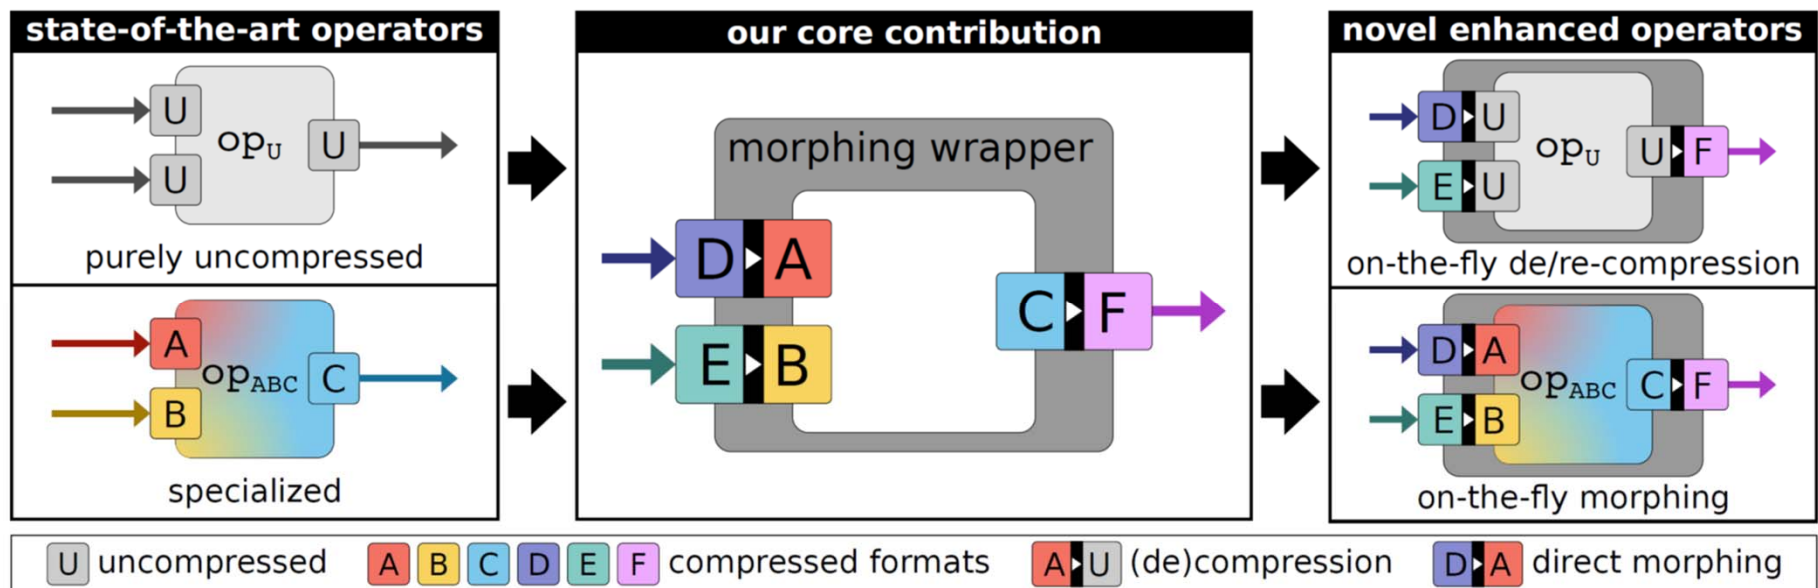 state-of-the-art operators
U
U
opU
U
purely uncompressed
A
B
opABC
C
specialized
our core contribution
morphing wrapper
D A
E B
C F
novel enhanced operators
D U
E U
opU
U F
on-the-fly de/re-compression
D A
E B
opABC
C F
on-the-fly morphing
U uncompressed A B C D E F compressed formats A U (de)compression D A direct morphing